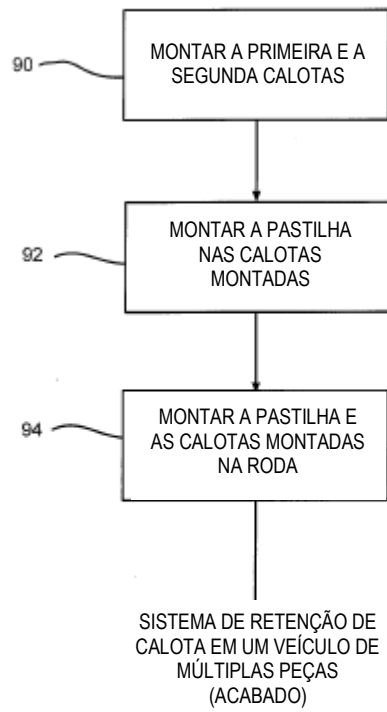 90
MONTAR A PRIMEIRA E A
SEGUNDA CALOTAS
92
MONTAR A PASTILHA
NAS CALOTAS
MONTADAS
94
MONTAR A PASTILHA E
AS CALOTAS MONTADAS
NA RODA
SISTEMA DE RETENÇÃO DE
CALOTA EM UM VEÍCULO DE
MÚLTIPLAS PEÇAS
(ACABADO)